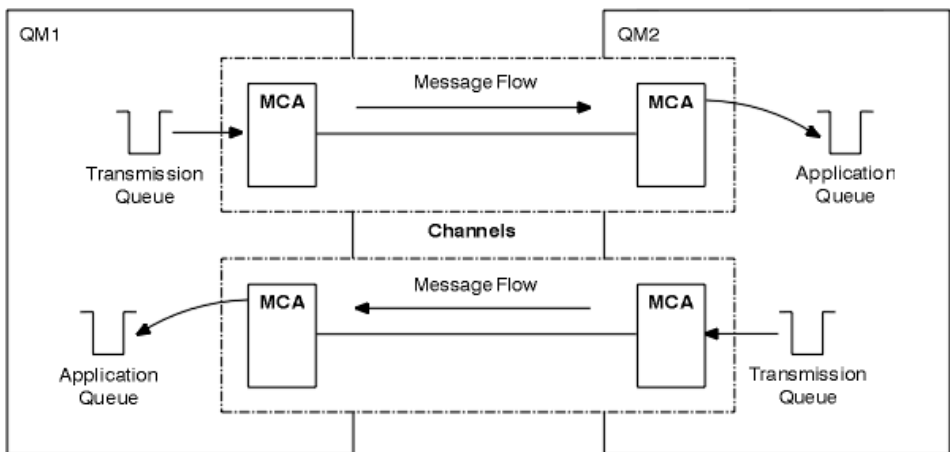 QM1
QM2
MCA
Message Flow
MCA
Transmission
Queue
Application
Queue
Channels
MCA
Message Flow
MCA
Application
Queue
Transmission
Queue